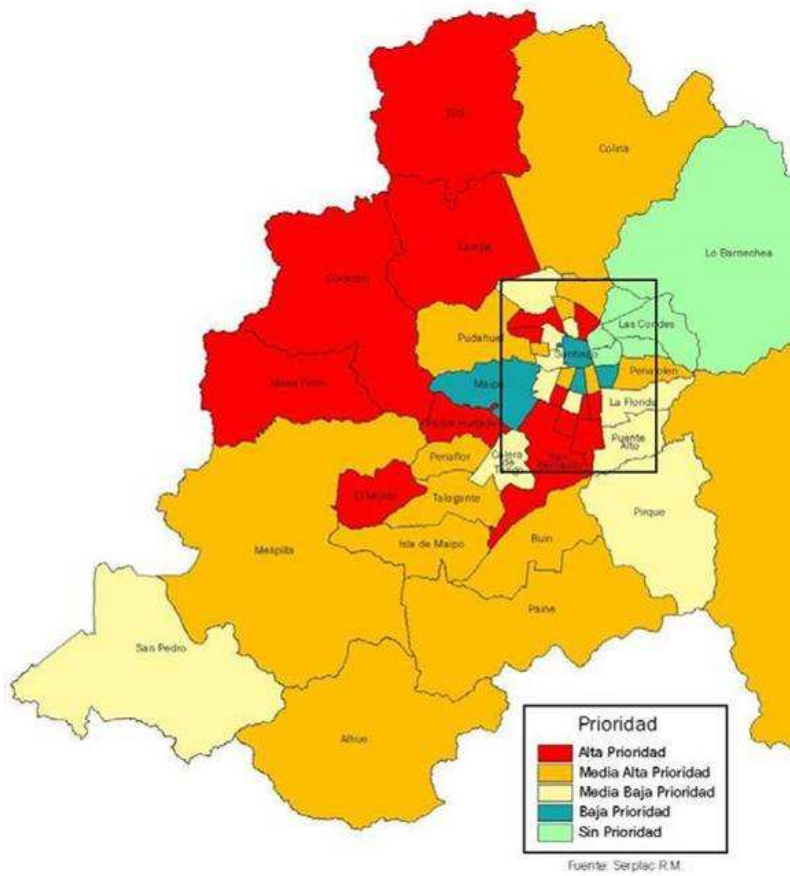 Colina
Lo Barnechea
Las Condes
Pudahuel
Santiago
Peñalolen
Maipu
La Florida
Puente
Alto
Peñaflor
Talagante
Pirque
Isla de Maipo
Buin
Melipilla
Paine
San Pedro
Alhue
Prioridad
Alta Prioridad
Media Alta Prioridad
Media Baja Prioridad
Baja Prioridad
Sin Prioridad
Fuente: Serplac R.M.